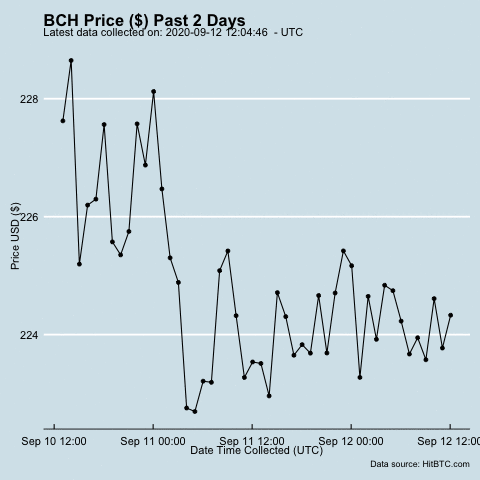 BCH Price ($) Past 2 Days
Latest data collected on: 2020-09-12 12:04:46 - UTC
228
226
224
Price USD ($)
Sep 10 12:00 Sep 11 00:00 Sep 11 12:00 Sep 12 00:00 Sep 12 12:00
Date Time Collected (UTC)
Data source: HitBTC.com